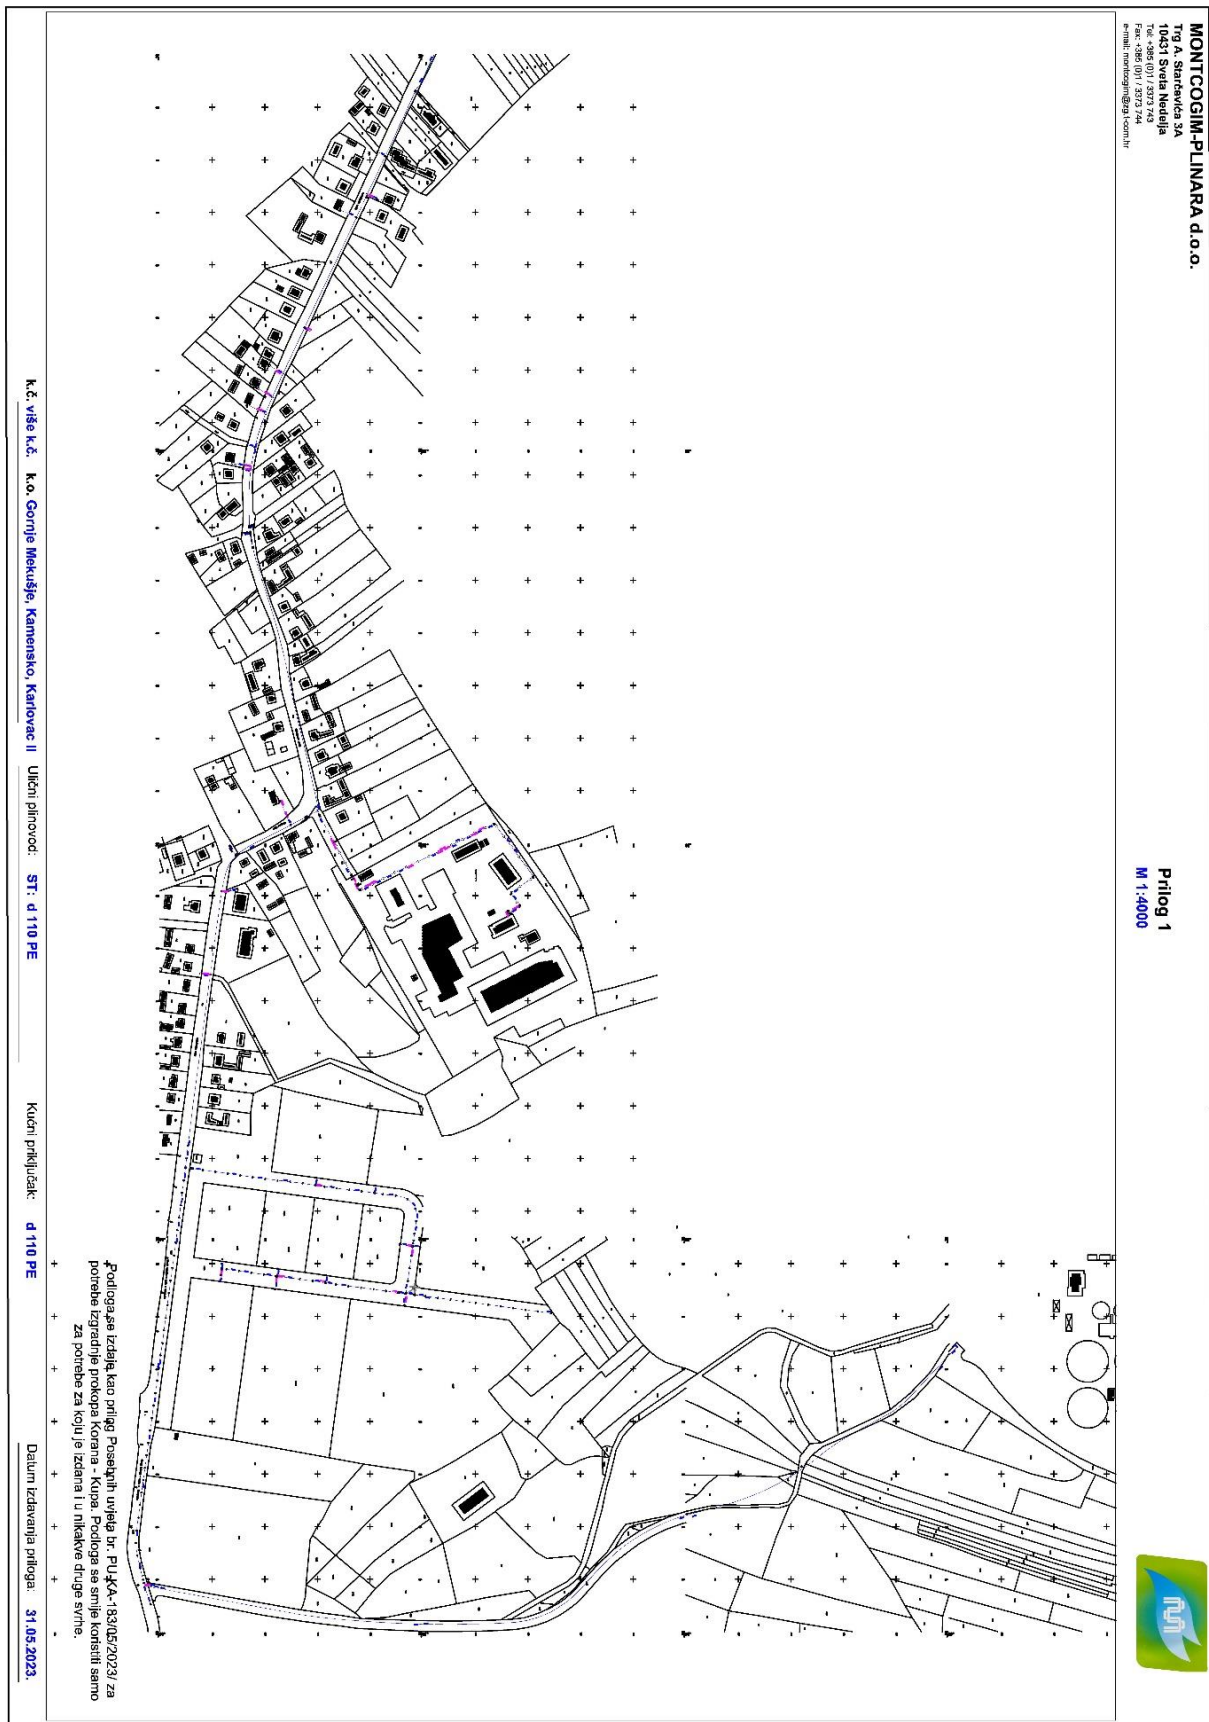 MONTCOGIM-PLINARA d.o.o.
Trg A. Starčevića 3A
10431 Sveta Nedelja
Tel: +385 (0)1 / 3373 743
Fax: +385 (0)1 / 3373 744
e-mail: montcogim@zg.t-com.hr
Prilog 1
M 1:4000
Podloga se izdaje kao prilog Posebnih uvjeta br. PU-KA-183/05/2023/ za
potrebe izgradnje prokopa Korana - Kupa. Podloga se smije koristiti samo
za potrebe za koju je izdana i u nikakve druge svrhe.
k.č. više k.č. k.o. Gornje Mekušje, Kamensko, Karlovac II Ulični plinovod: ST: d 110 PE Kućni priključak: d 110 PE Datum izdavanja priloga: 31.05.2023.